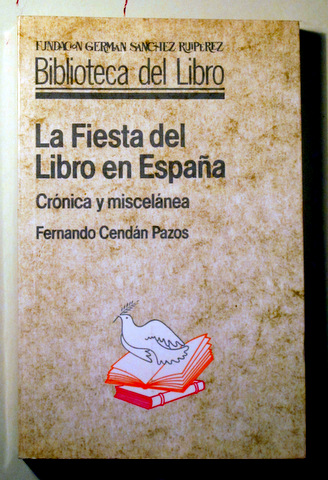 FUNDACION GERMAN SANCHEZ RUIPEREZ
Biblioteca del Libro
La Fiesta del
Libro en España
Crónica y miscelánea
Fernando Cendán Pazos